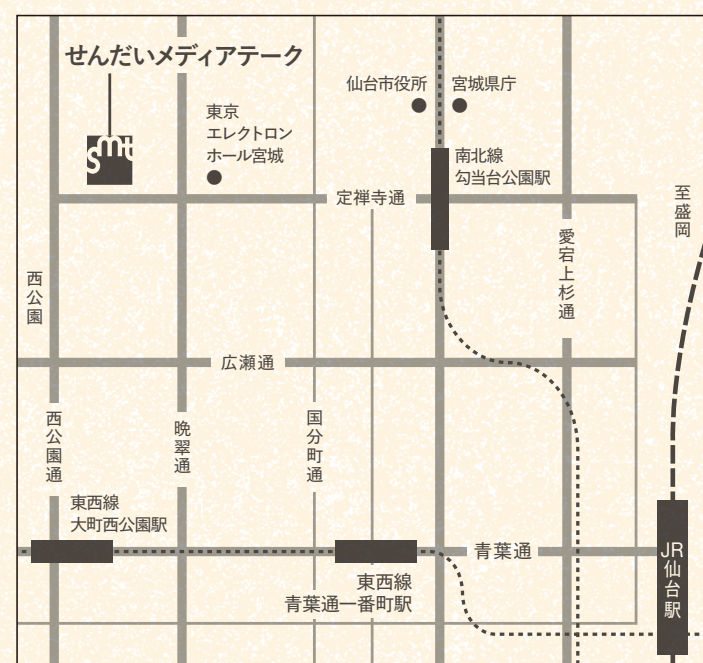 せんだいメディアテーク
smt
東京
エレクトロン
ホール宮城
仙台市役所
宮城県庁
南北線
勾当台公園駅
定禅寺通
至盛岡
愛宕上杉通
西公園
広瀬通
西公園通
晩翠通
国分町通
東西線
大町西公園駅
青葉通
東西線
青葉通一番町駅
JR仙台駅